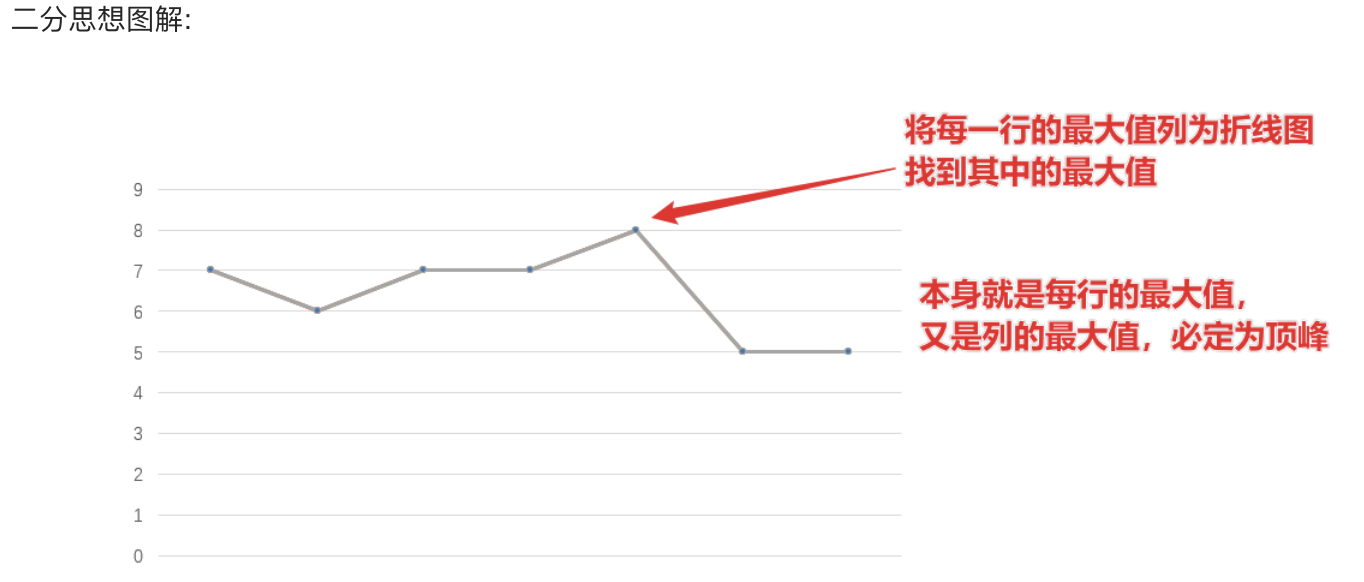 二分思想图解:
将每一行的最大值列为折线图
找到其中的最大值
9
8
7
6
5
4
3
2
1
0
本身就是每行的最大值，
又是列的最大值，必定为顶峰